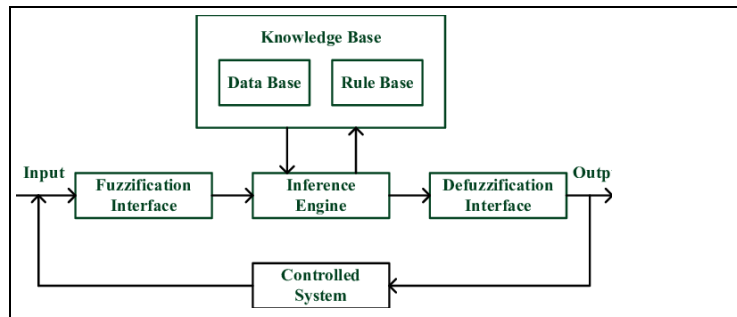 Knowledge Base
Data Base
Rule Base
Input
Fuzzification
Interface
Inference
Engine
Defuzzification
Interface
Outp
Controlled
System